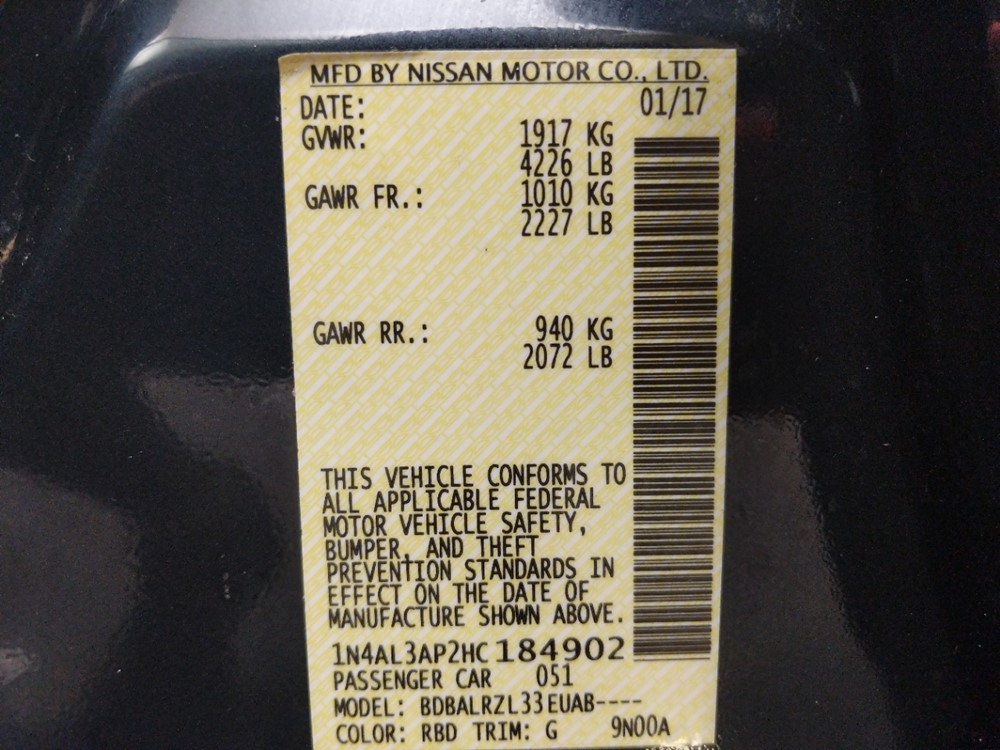 MFD BY NISSAN MOTOR CO., LTD.
DATE: 01/17
GVWR: 1917 KG
4226 LB
GAWR FR.: 1010 KG
2227 LB
GAWR RR.: 940 KG
2072 LB
THIS VEHICLE CONFORMS TO
ALL APPLICABLE FEDERAL
MOTOR VEHICLE SAFETY,
BUMPER, AND THEFT
PREVENTION STANDARDS IN
EFFECT ON THE DATE OF
MANUFACTURE SHOWN ABOVE.
1N4AL3AP2HC184902
PASSENGER CAR 051
MODEL: BDBALRZL33EUAB----
COLOR: RBD TRIM: G 9N00A